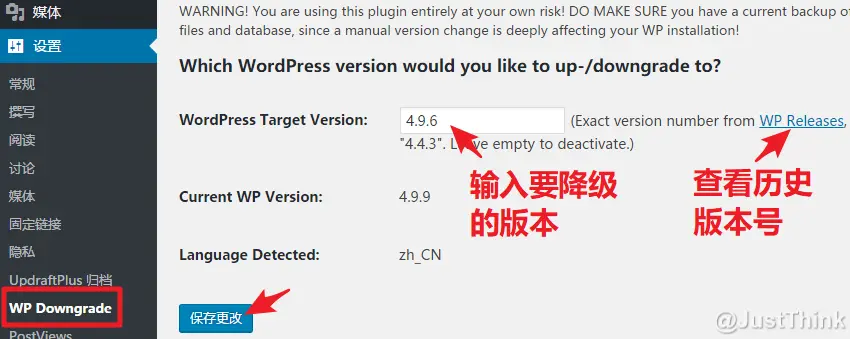 媒体
设置
常规
撰写
阅读
讨论
媒体
固定链接
隐私
UpdraftPlus 归档
WP Downgrade
PostViews
WARNING! You are using this plugin entirely at your own risk! DO MAKE SURE you have a current backup of
files and database, since a manual version change is deeply affecting your WP installation!
Which WordPress version would you like to up-/downgrade to?
WordPress Target Version: 4.9.6 (Exact version number from WP Releases,
"4.4.3". Leave empty to deactivate.)
输入要降级
的版本
查看历史
版本号
Current WP Version: 4.9.9
Language Detected: zh_CN
保存更改
@JustThink